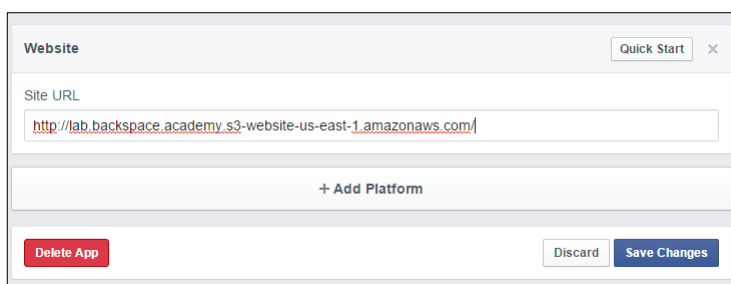 Website
Quick Start ×
Site URL
http://lab.backspace.academy.s3-website-us-east-1.amazonaws.com/
+ Add Platform
Delete App
Discard
Save Changes